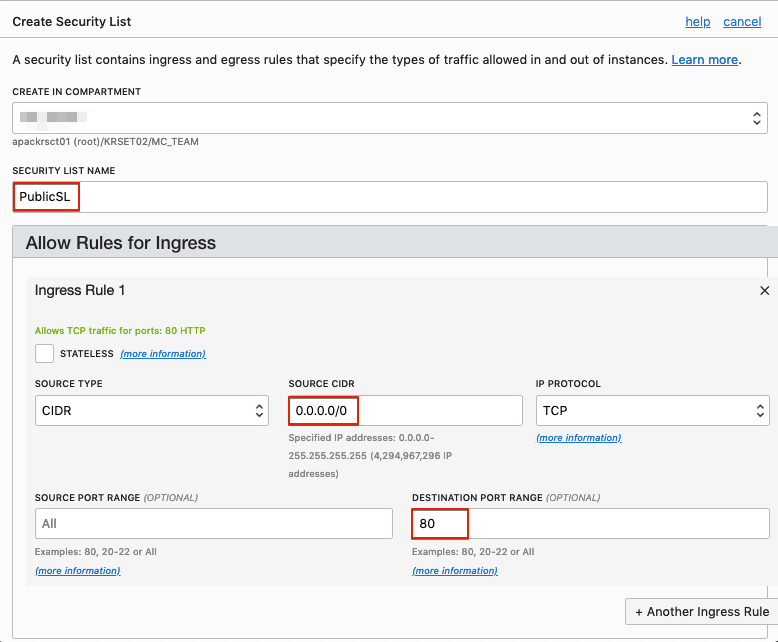 Create Security List
help cancel
A security list contains ingress and egress rules that specify the types of traffic allowed in and out of instances. Learn more.
CREATE IN COMPARTMENT
apackrsct01 (root)/KRSET02/MC_TEAM
SECURITY LIST NAME
PublicSL
Allow Rules for Ingress
Ingress Rule 1
Allows TCP traffic for ports: 80 HTTP
STATELESS (more information)
SOURCE TYPE
CIDR
SOURCE CIDR
0.0.0.0/0
Specified IP addresses: 0.0.0.0-
255.255.255.255 (4,294,967,296 IP
addresses)
IP PROTOCOL
TCP
(more information)
SOURCE PORT RANGE (OPTIONAL)
All
Examples: 80, 20-22 or All
(more information)
DESTINATION PORT RANGE (OPTIONAL)
80
Examples: 80, 20-22 or All
(more information)
+ Another Ingress Rule